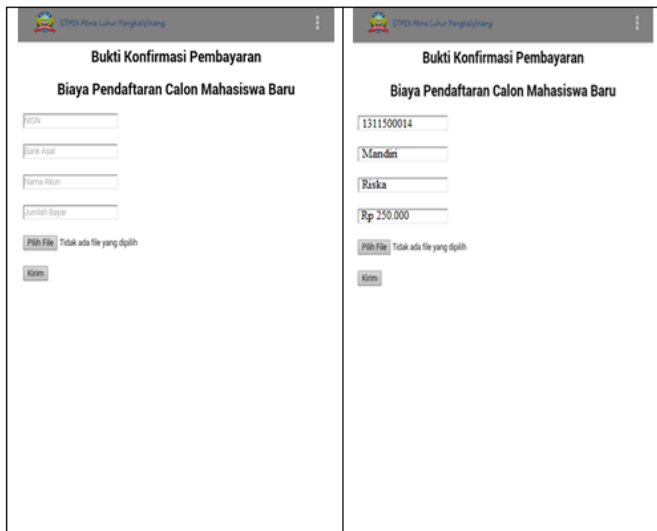 STMIK Atma Luhur Pangkalpinang
Bukti Konfirmasi Pembayaran
Biaya Pendaftaran Calon Mahasiswa Baru
NISN
Bank Asal
Nama Akun
Jumlah Bayar
Pilih File Tidak ada file yang dipilih
Kirim
STMIK Atma Luhur Pangkalpinang
Bukti Konfirmasi Pembayaran
Biaya Pendaftaran Calon Mahasiswa Baru
1311500014
Mandiri
Riska
Rp 250.000
Pilih File Tidak ada file yang dipilih
Kirim